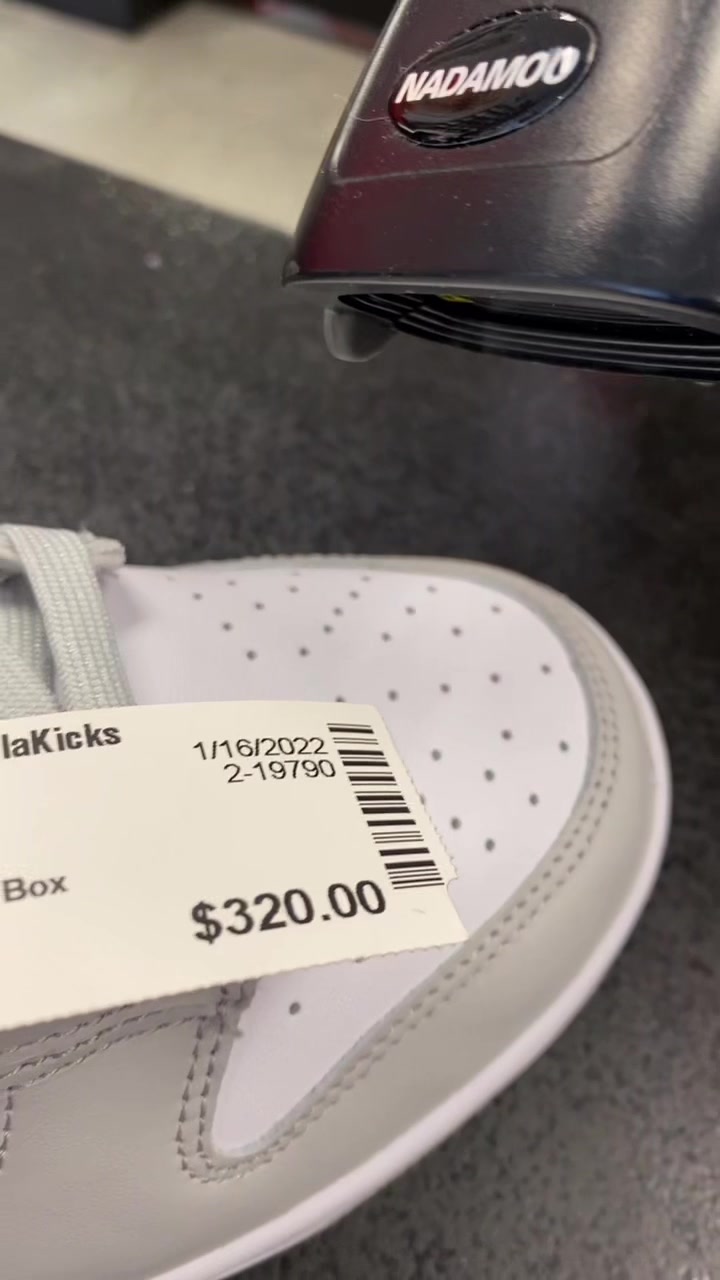 NADAMOO
laKicks
1/16/2022
2-19790
Box
$320.00